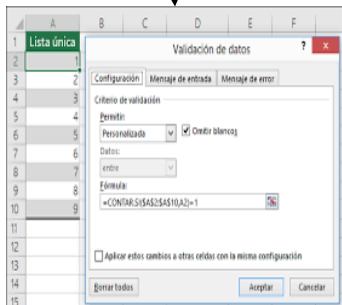 A B C D E F
1 Lista única
Validación de datos ? x
2 1
3 2
4 3
5 4
6 5
7 6
8 7
9 8
10 9
11
12
13
14
15
Configuración Mensaje de entrada Mensaje de error
Criterio de validación
Permitir:
Personalizada Omitir blancos
Datos:
entre
Fórmula:
=CONTAR.SI($A$2:$A$10,A2)=1
Aplicar estos cambios a otras celdas con la misma configuración
Borrar todos Aceptar Cancelar